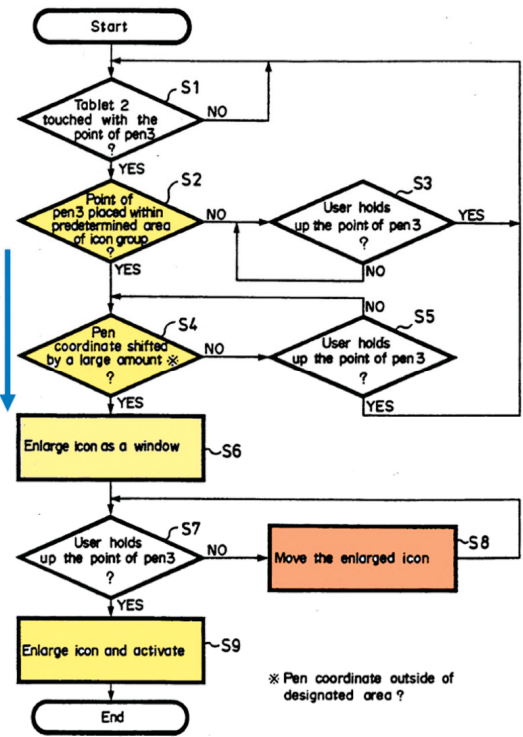 Start
S1
Tablet 2
touched with the
point of pen3
?
NO
YES
S2
Point of
pen3 placed within
predetermined area
of icon group
?
NO
YES
S3
User holds
up the point of pen3
?
YES
NO
S4
Pen
coordinate shifted
by a large amount ※
?
NO
YES
NO
S5
User holds
up the point of pen3
?
YES
Enlarge icon as a window
S6
S7
User holds
up the point of pen3
?
NO
YES
Move the enlarged icon
S8
Enlarge icon and activate
S9
※ Pen coordinate outside of
designated area ?
End